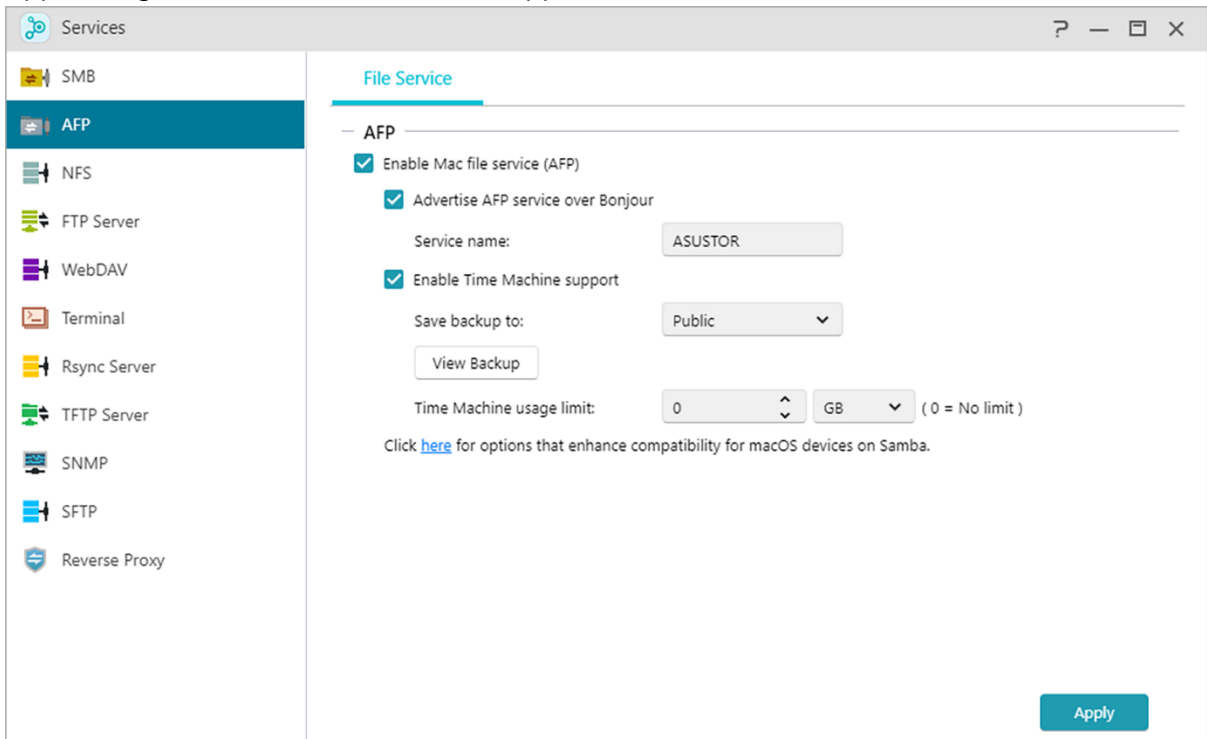 Services
SMB
AFP
NFS
FTP Server
WebDAV
Terminal
Rsync Server
TFTP Server
SNMP
SFTP
Reverse Proxy
File Service
AFP
Enable Mac file service (AFP)
Advertise AFP service over Bonjour
Service name: ASUSTOR
Enable Time Machine support
Save backup to: Public
View Backup
Time Machine usage limit: 0 GB ( 0 = No limit )
Click here for options that enhance compatibility for macOS devices on Samba.
Apply